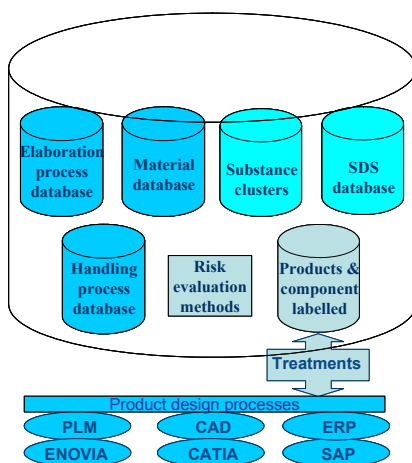 Elaboration
process
database
Material
database
Substance
clusters
SDS
database
Handling
process
database
Risk
evaluation
methods
Products &
component
labelled
Treatments
Product design processes
PLM
CAD
ERP
ENOVIA
CATIA
SAP